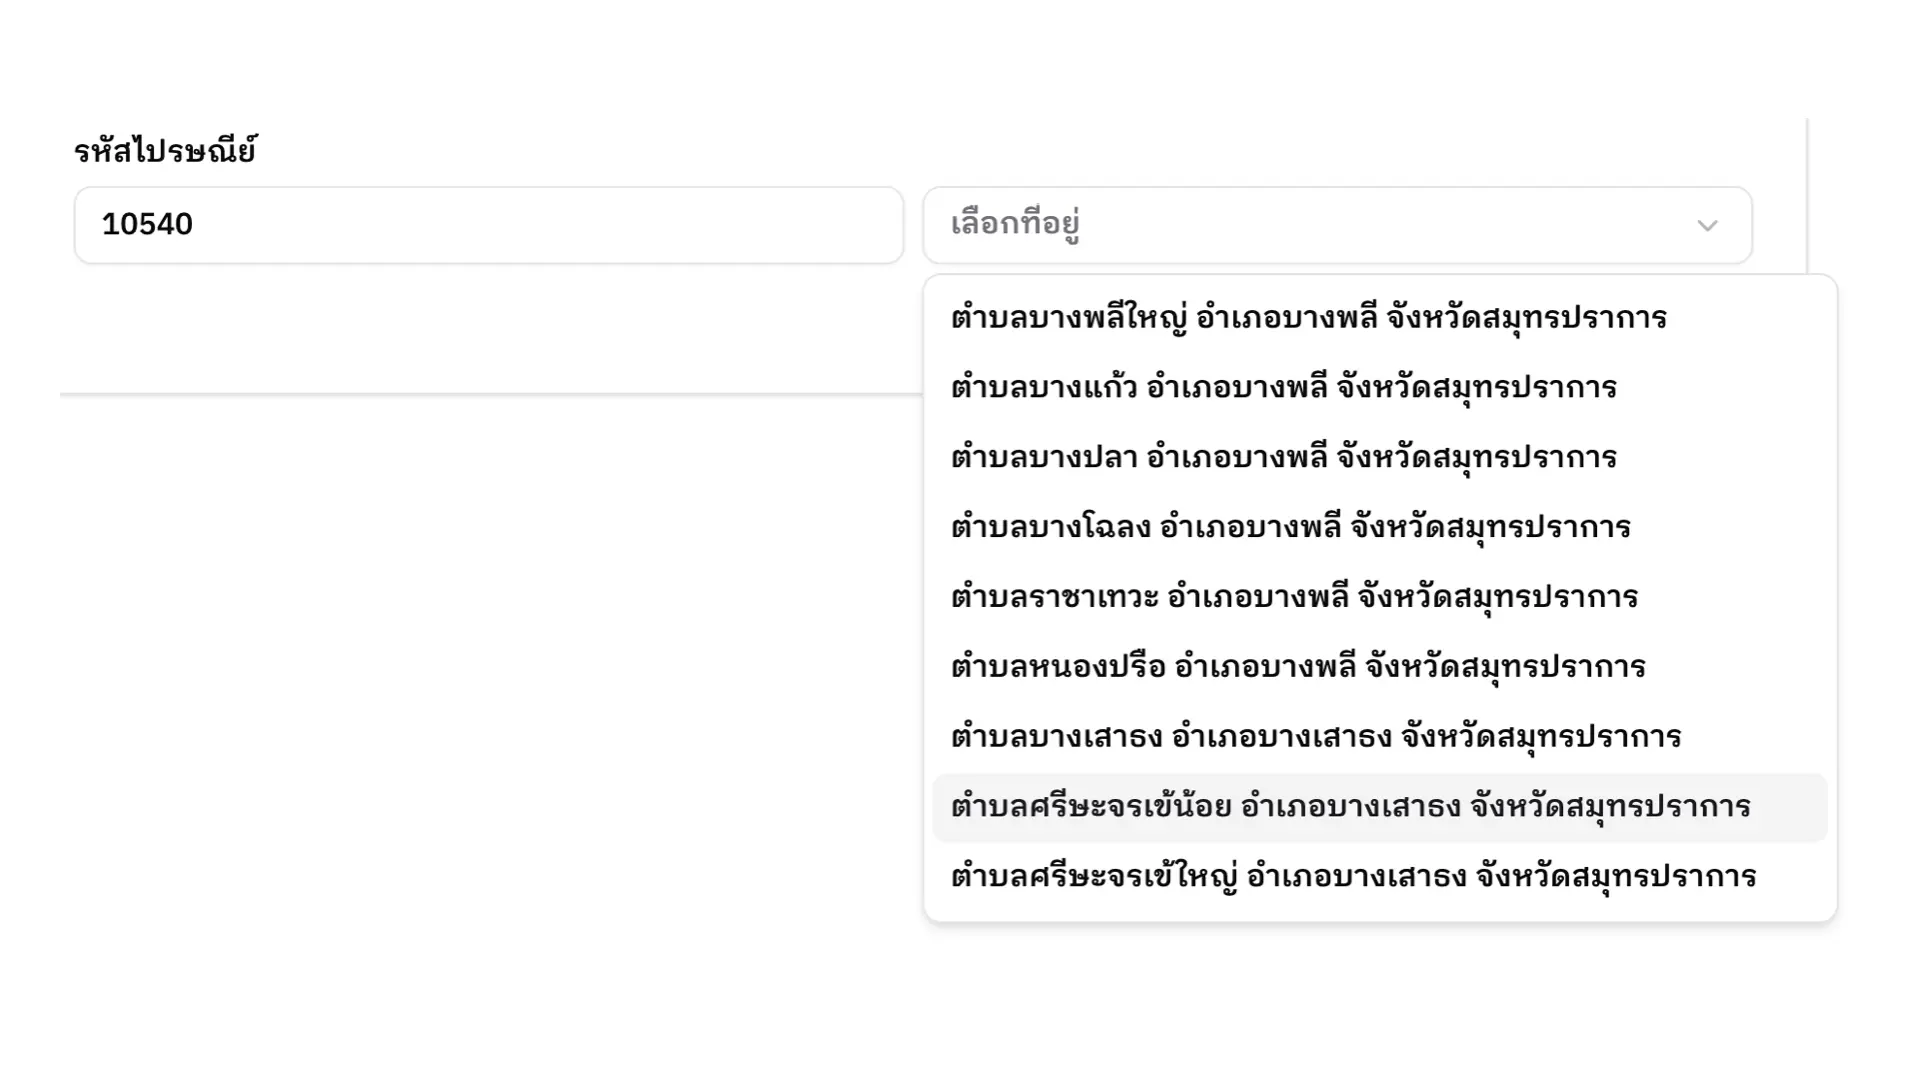 รหัสไปรษณีย์
10540
เลือกที่อยู่
ตำบลบางพลีใหญ่ อำเภอบางพลี จังหวัดสมุทรปราการ
ตำบลบางแก้ว อำเภอบางพลี จังหวัดสมุทรปราการ
ตำบลบางปลา อำเภอบางพลี จังหวัดสมุทรปราการ
ตำบลบางโฉลง อำเภอบางพลี จังหวัดสมุทรปราการ
ตำบลราชาเทวะ อำเภอบางพลี จังหวัดสมุทรปราการ
ตำบลหนองปรือ อำเภอบางพลี จังหวัดสมุทรปราการ
ตำบลบางเสาธง อำเภอบางเสาธง จังหวัดสมุทรปราการ
ตำบลศรีษะจรเข้น้อย อำเภอบางเสาธง จังหวัดสมุทรปราการ
ตำบลศรีษะจรเข้ใหญ่ อำเภอบางเสาธง จังหวัดสมุทรปราการ